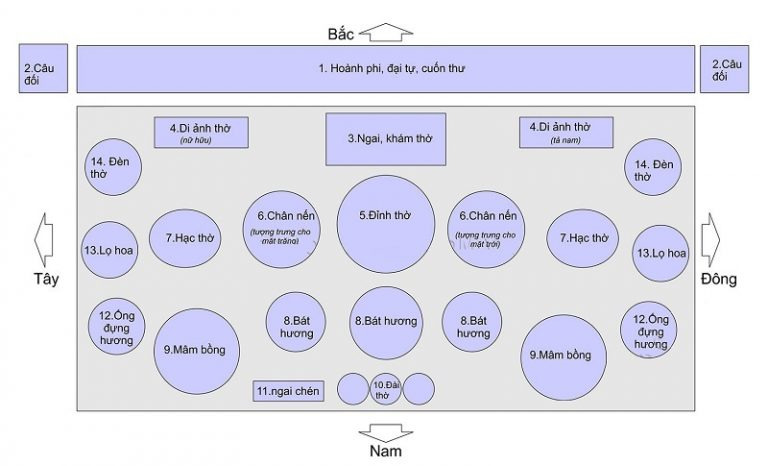 Bắc
2.Câu
đối
1. Hoành phi, đại tự, cuốn thư
2.Câu
đối
4.Di ảnh thờ
(nữ hữu)
3.Ngai, khám thờ
4.Di ảnh thờ
(tả nam)
14. Đèn
thờ
14. Đèn
thờ
6.Chân nến
(tượng trưng cho
mặt trăng)
5.Đỉnh thờ
6.Chân nến
(tượng trưng cho
mặt trời)
13.Lọ hoa
7.Hạc thờ
7.Hạc thờ
13.Lọ hoa
Tây
Đông
12.Ông
đựng
hương
8.Bát
hương
8.Bát hương
8.Bát
hương
12.Ông
đựng
hương
9.Mâm bồng
9.Mâm bồng
11.ngai chén
10.Đài
thờ
Nam